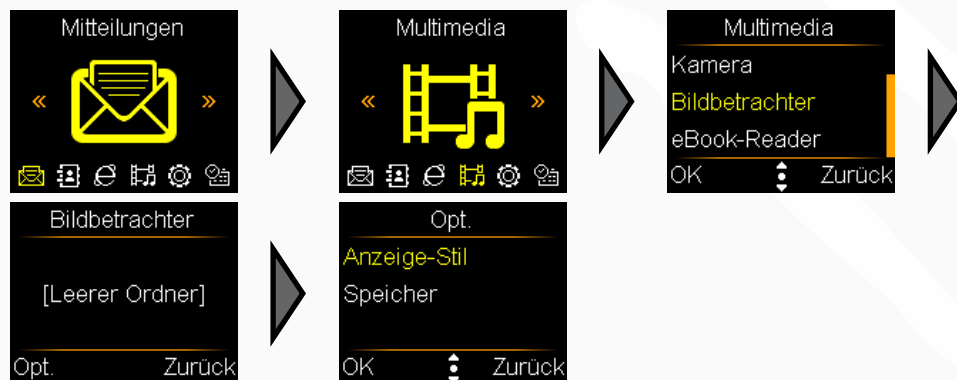 Mitteilungen
Multimedia
Multimedia
Kamera
Bildbetrachter
eBook-Reader
OK Zurück
Bildbetrachter
[Leerer Ordner]
Opt. Zurück
Opt.
Anzeige-Stil
Speicher
OK Zurück